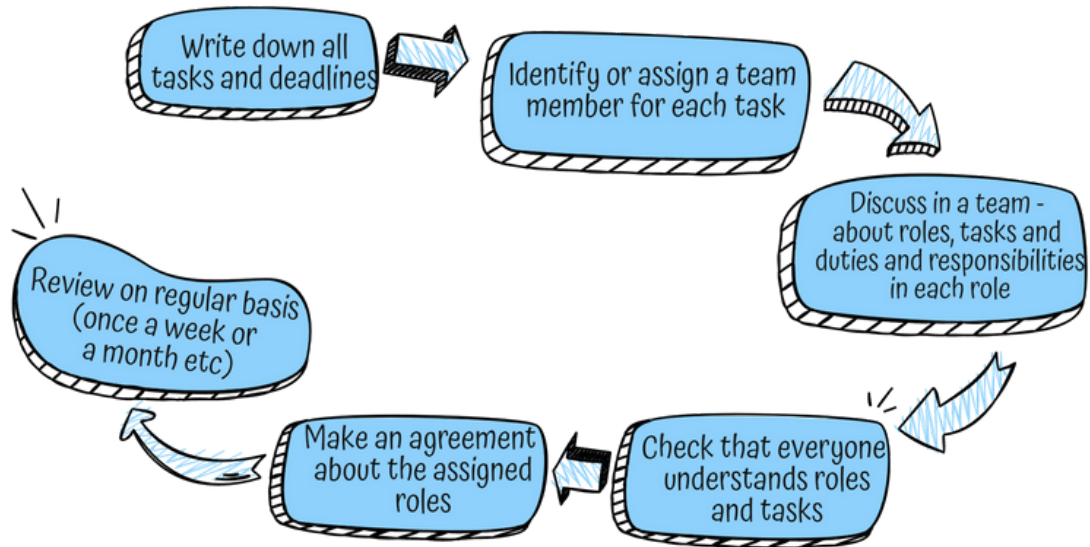 Write down all
tasks and deadlines
Identify or assign a team
member for each task
Discuss in a team -
about roles, tasks and
duties and responsibilities
in each role
Check that everyone
understands roles
and tasks
Make an agreement
about the assigned
roles
Review on regular basis
(once a week or
a month etc)